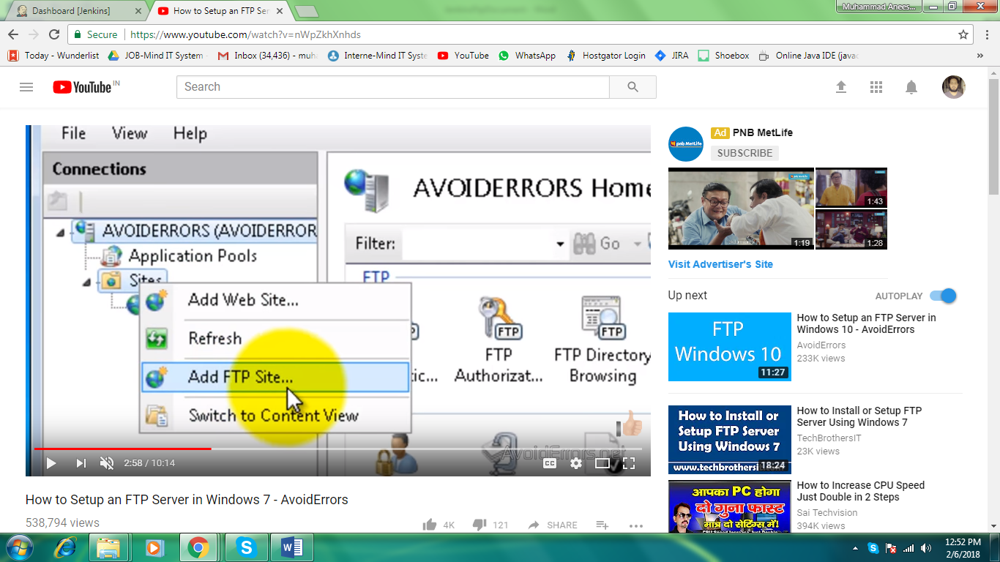 Dashboard [Jenkins]
How to Setup an FTP Ser
Muhammad Anees...
Secure
https://www.youtube.com/watch?v=nWpZkhXnhds
Today - Wunderlist
JOB-Mind IT System
Inbox (34,436) - muh
Interne-Mind IT Syste
YouTube
WhatsApp
Hostgator Login
JIRA
Shoebox
Online Java IDE (javac
»
YouTube IN
Search
File View Help
Connections
AVOIDERRORS (AVOIDERROR
Application Pools
Sites
Add Web Site...
Refresh
Add FTP Site...
Switch to Content View
AVOIDERRORS Home
Filter:
Go
FTP
FTP
FTP
FTP
tic...
FTP Authorizat...
FTP Directory Browsing
AvoidErrors.net
2:58 / 10:14
CC
How to Setup an FTP Server in Windows 7 - AvoidErrors
538,794 views
4K
121
SHARE
pnb MetLife
Ad PNB MetLife
SUBSCRIBE
1:19
1:43
1:28
Visit Advertiser's Site
Up next
AUTOPLAY
FTP
Windows 10
11:27
How to Setup an FTP Server in
Windows 10 - AvoidErrors
AvoidErrors
233K views
How to Install or
Setup FTP Server
Using Windows 7
www.techbrothersi
18:24
How to Install or Setup FTP
Server Using Windows 7
TechBrothersIT
23K views
आपका PC होगा
दो गुना फास्ट
मात्र दो सेटिंग्स में!
How to Increase CPU Speed
Just Double in 2 Steps
Sai Techvision
394K views
12:52 PM
2/6/2018